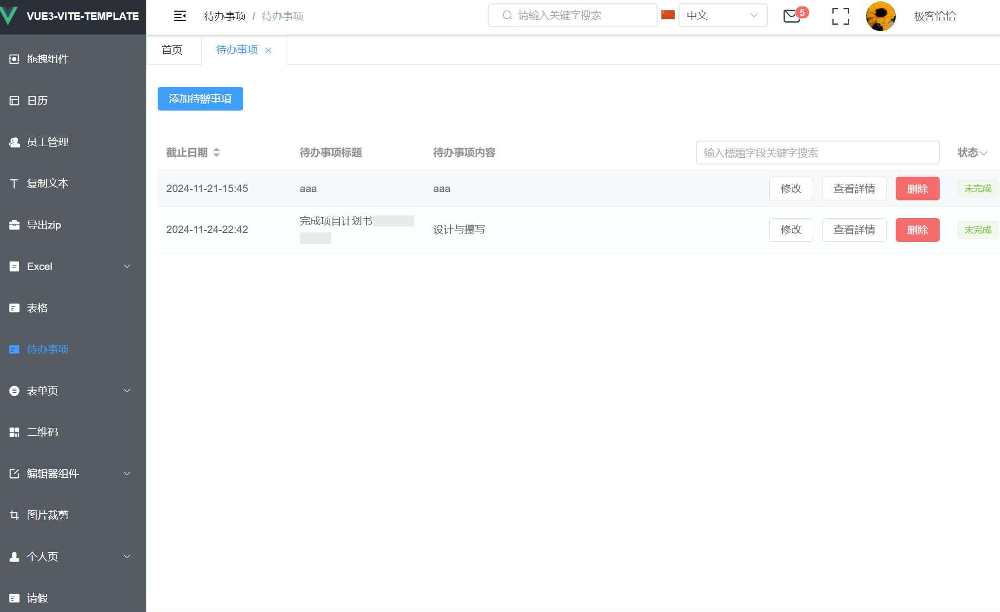 VUE3-VITE-TEMPLATE
待办事项 / 待办事项
请输入关键字搜索
中文
5
极客恰恰
首页
待办事项
拖拽组件
日历
员工管理
复制文本
导出zip
Excel
表格
待办事项
表单页
二维码
编辑器组件
图片裁剪
个人页
请假
添加待辦事項
截止日期 待办事项标题 待办事项内容 输入標題字段关键字搜索 状态
2024-11-21-15:45 aaa aaa 修改 查看詳情 删除 未完成
2024-11-24-22:42 完成项目计划书 设计与攥写 修改 查看詳情 删除 未完成